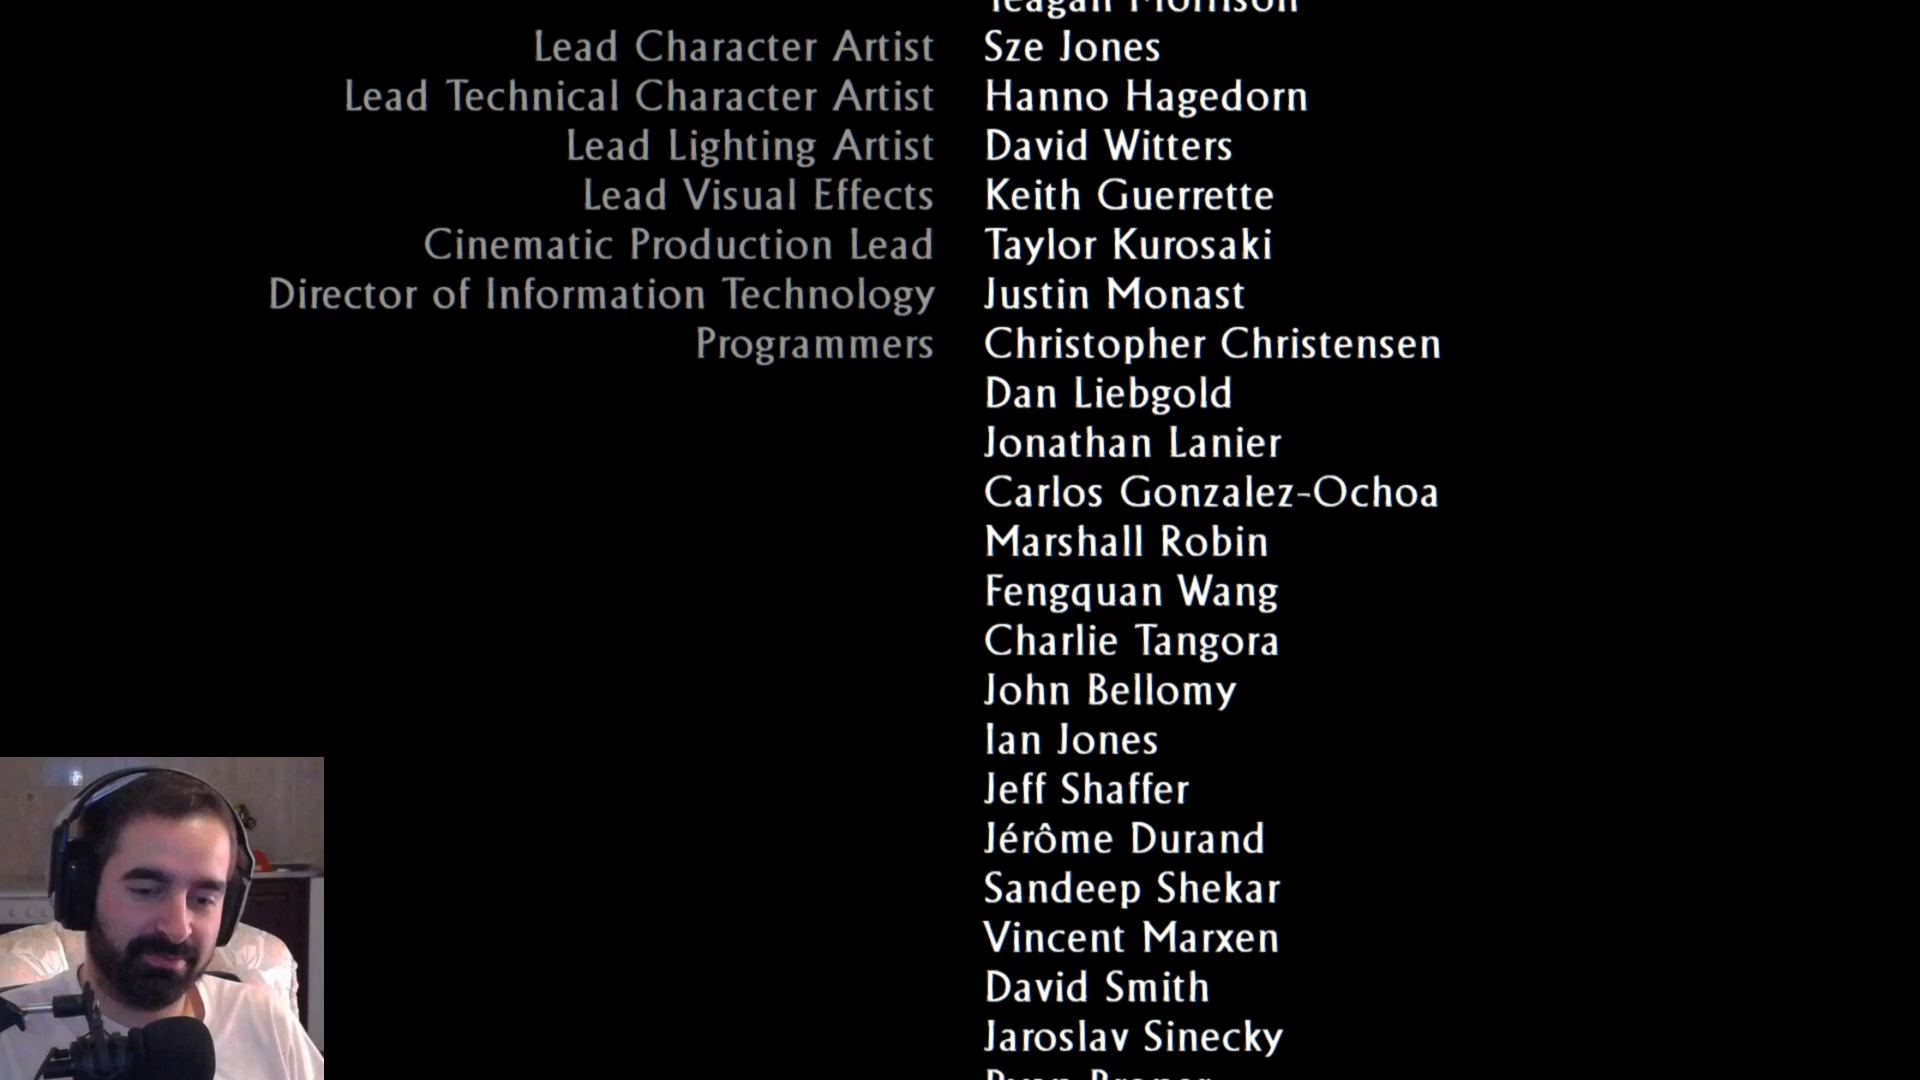 Teagan Morrison
Lead Character Artist Sze Jones
Lead Technical Character Artist Hanno Hagedorn
Lead Lighting Artist David Witters
Lead Visual Effects Keith Guerrette
Cinematic Production Lead Taylor Kurosaki
Director of Information Technology Justin Monast
Programmers Christopher Christensen
Dan Liebgold
Jonathan Lanier
Carlos Gonzalez-Ochoa
Marshall Robin
Fengquan Wang
Charlie Tangora
John Bellomy
Ian Jones
Jeff Shaffer
Jérôme Durand
Sandeep Shekar
Vincent Marxen
David Smith
Jaroslav Sinecky